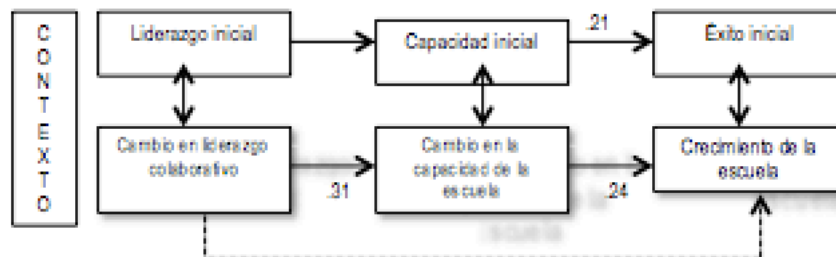 CONTEXTO
Liderazgo inicial
Capacidad inicial
.21
Éxito inicial
Cambio en liderazgo
colaborativo
.31
Cambio en la
capacidad de la
escuela
.24
Crecimiento de la
escuela